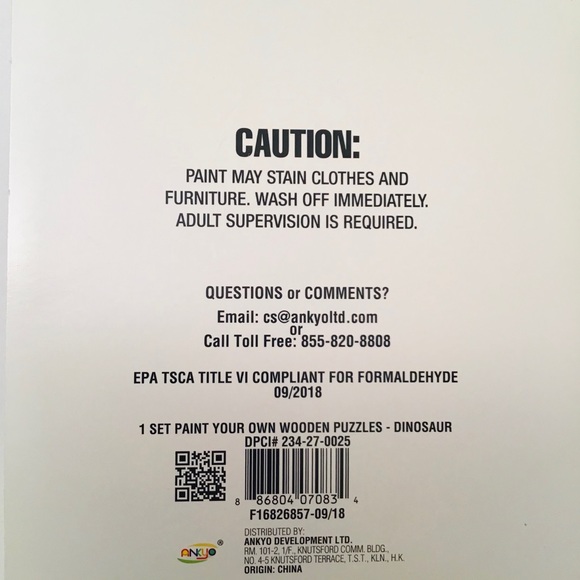 CAUTION:
PAINT MAY STAIN CLOTHES AND
FURNITURE. WASH OFF IMMEDIATELY.
ADULT SUPERVISION IS REQUIRED.
QUESTIONS or COMMENTS?
Email: cs@ankyoltd.com
or
Call Toll Free: 855-820-8808
EPA TSCA TITLE VI COMPLIANT FOR FORMALDEHYDE
09/2018
1 SET PAINT YOUR OWN WOODEN PUZZLES - DINOSAUR
DPCI# 234-27-0025
8 86804 07083 4
F16826857-09/18
ANKYO
DISTRIBUTED BY:
ANKYO DEVELOPMENT LTD.
RM. 101-2, 1/F., KNUTSFORD COMM. BLDG.,
NO. 4-5 KNUTSFORD TERRACE, T.S.T., KLN., H.K.
ORIGIN: CHINA